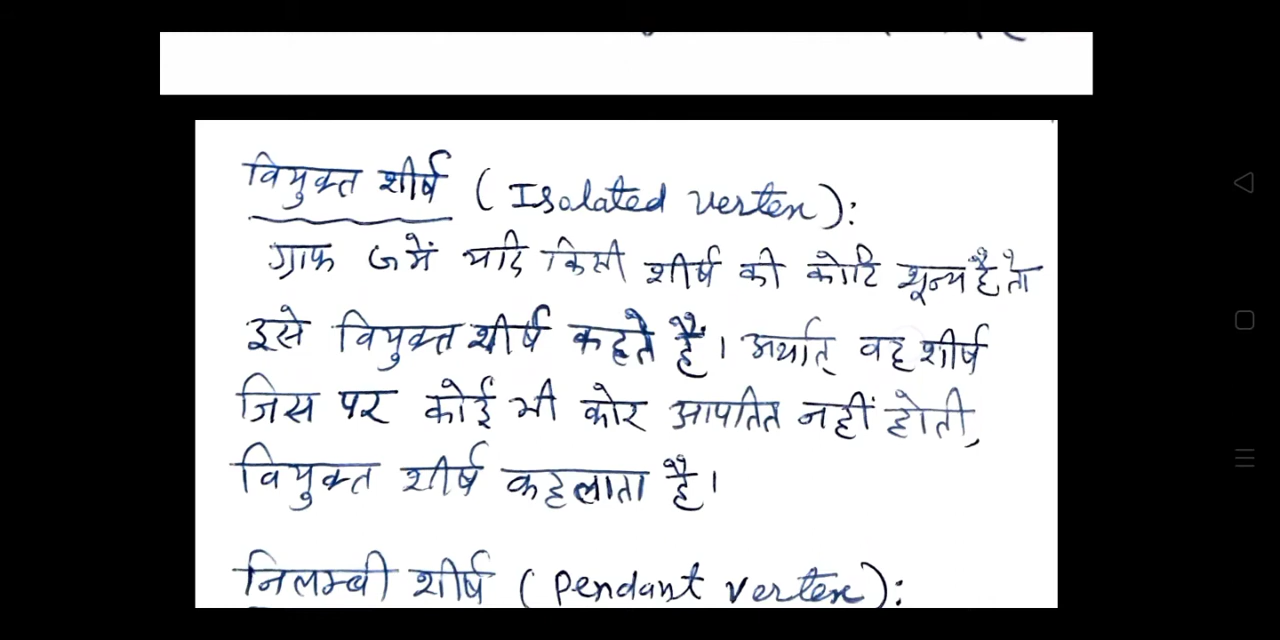 वियुक्त शीर्ष (Isolated vertex):
ग्राफ G में यदि किसी शीर्ष की कोटि शून्य है तो
इसे वियुक्त शीर्ष कहते हैं। अर्थात् वह शीर्ष
जिस पर कोई भी कोर आपतित नहीं होती,
वियुक्त शीर्ष कहलाता है।
निलम्बी शीर्ष (Pendant vertex):